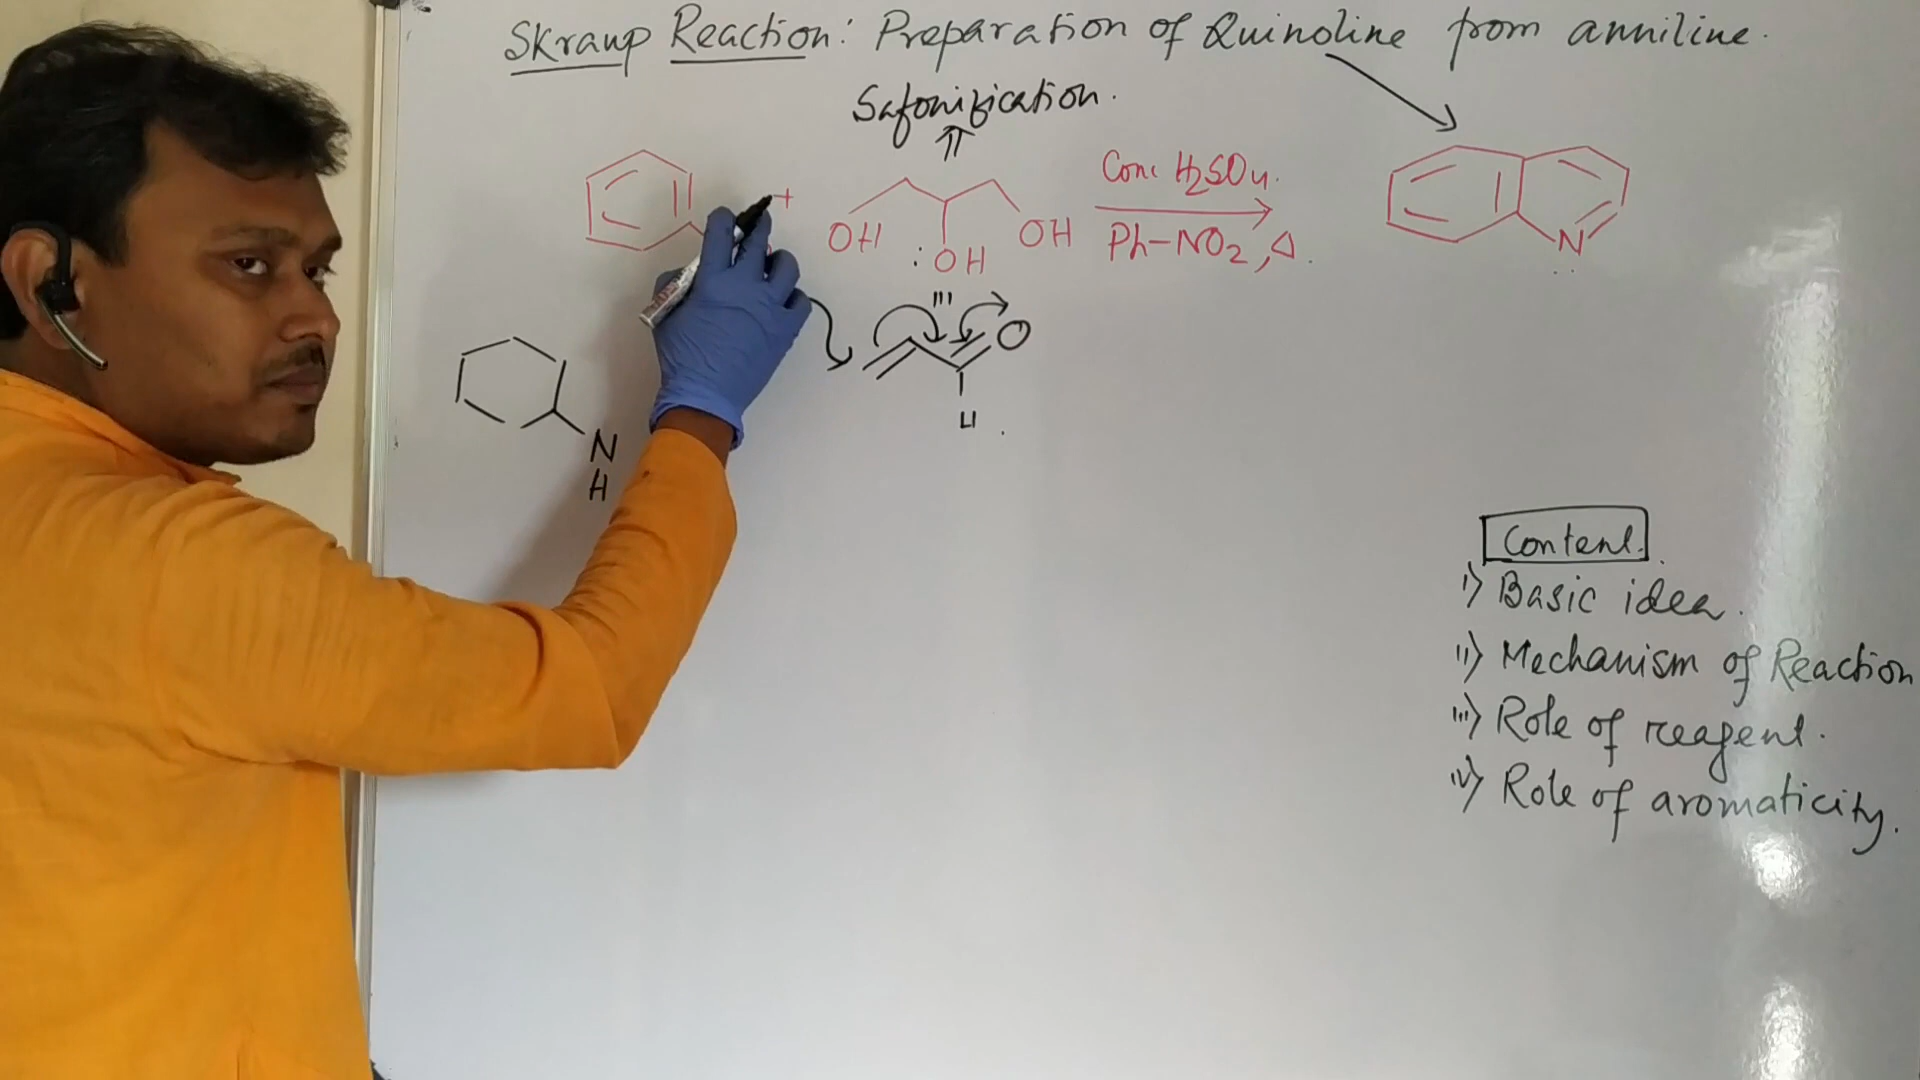 Skraup Reaction: Preparation of Quinoline from anniline.
Safonification.
+ OH OH OH
Conc H2SO4.
Ph-NO2, Δ.
N
O
H
N
H
Content.
i) Basic idea.
ii) Mechanism of Reaction
iii) Role of reagent.
iv) Role of aromaticity.